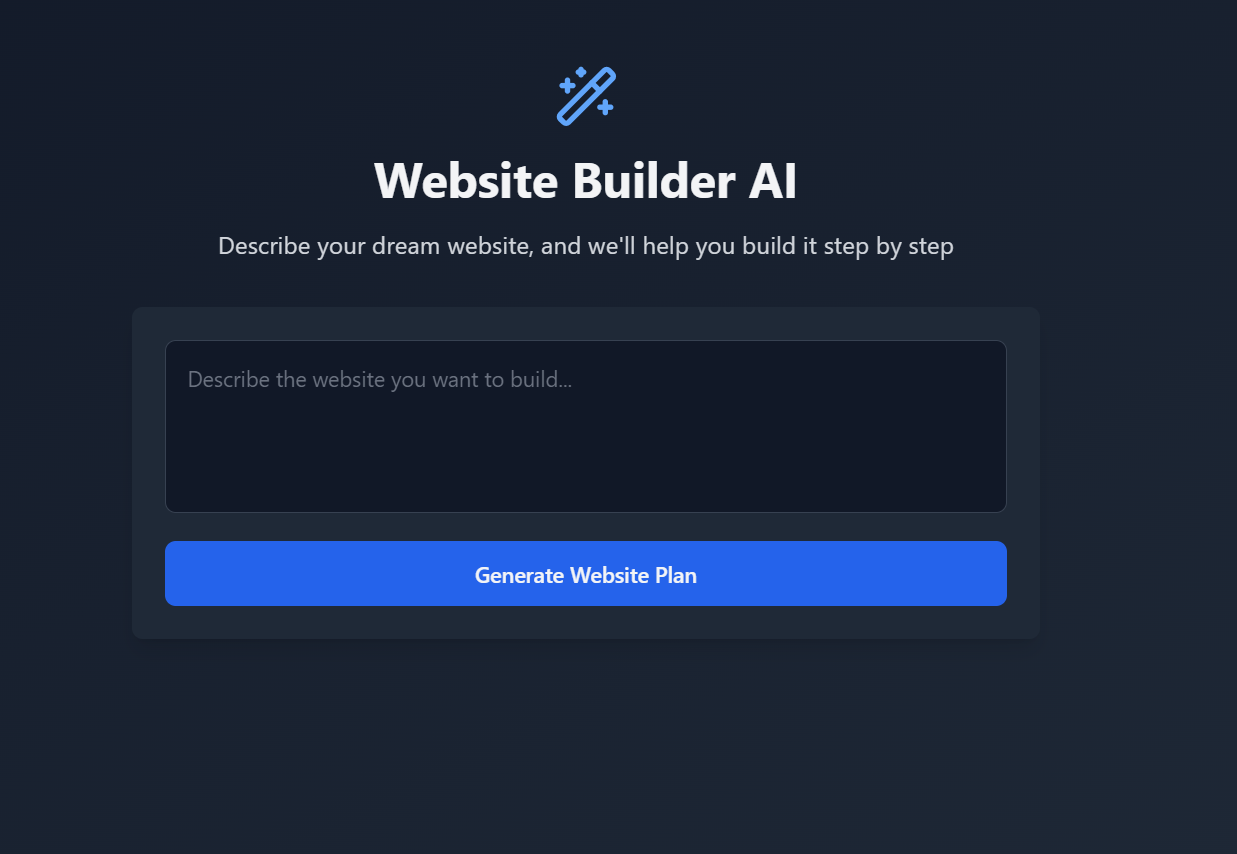 Website Builder AI
Describe your dream website, and we'll help you build it step by step
Describe the website you want to build...
Generate Website Plan